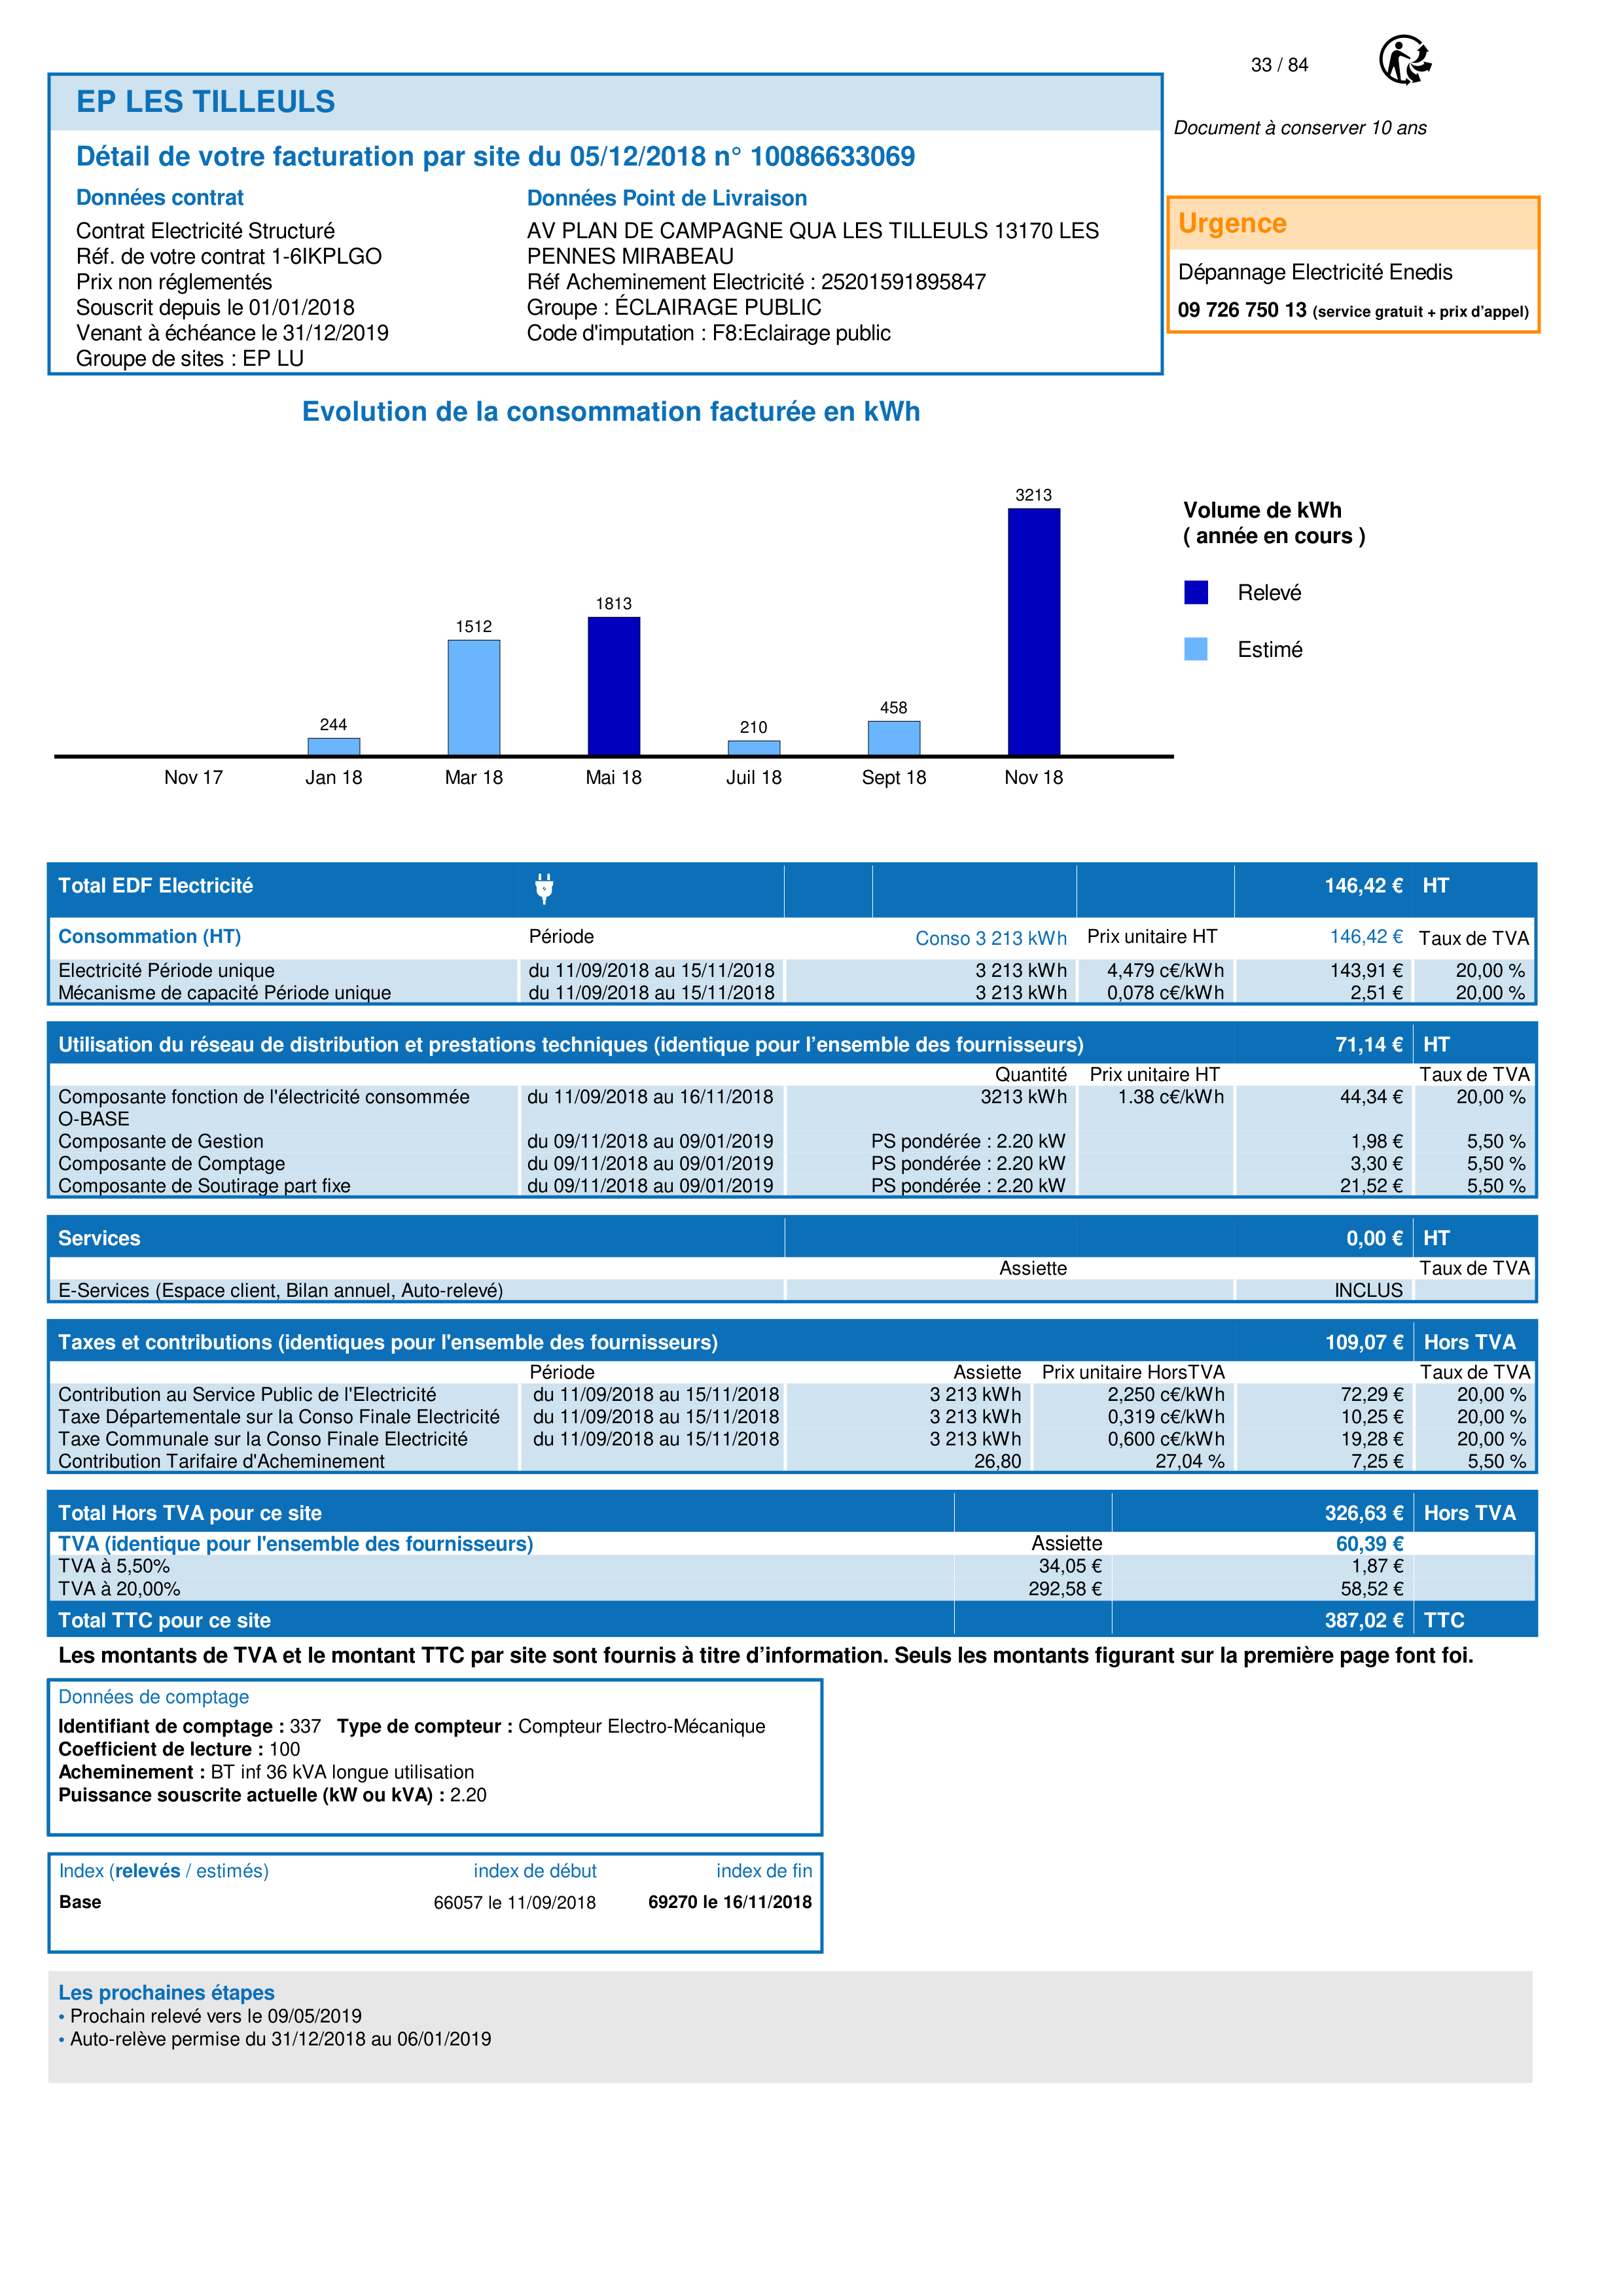 33 / 84
EP LES TILLEULS
Document à conserver 10 ans
Détail de votre facturation par site du 05/12/2018 n° 10086633069
Données contrat
Contrat Electricité Structuré
Réf. de votre contrat 1-6IKPLGO
Prix non réglementés
Souscrit depuis le 01/01/2018
Venant à échéance le 31/12/2019
Groupe de sites : EP LU
Données Point de Livraison
AV PLAN DE CAMPAGNE QUA LES TILLEULS 13170 LES
PENNES MIRABEAU
Réf Acheminement Electricité : 25201591895847
Groupe : ÉCLAIRAGE PUBLIC
Code d'imputation : F8:Eclairage public
Urgence
Dépannage Electricité Enedis
09 726 750 13 (service gratuit + prix d’appel)
Evolution de la consommation facturée en kWh
244 1512 1813 210 458 3213
Nov 17 Jan 18 Mar 18 Mai 18 Juil 18 Sept 18 Nov 18
Volume de kWh
( année en cours )
Relevé
Estimé
Total EDF Electricité 146,42 € HT
Consommation (HT) Période Conso 3 213 kWh Prix unitaire HT 146,42 € Taux de TVA
Electricité Période unique du 11/09/2018 au 15/11/2018 3 213 kWh 4,479 c€/kWh 143,91 € 20,00 %
Mécanisme de capacité Période unique du 11/09/2018 au 15/11/2018 3 213 kWh 0,078 c€/kWh 2,51 € 20,00 %
Utilisation du réseau de distribution et prestations techniques (identique pour l’ensemble des fournisseurs) 71,14 € HT
Quantité Prix unitaire HT Taux de TVA
Composante fonction de l'électricité consommée du 11/09/2018 au 16/11/2018 3213 kWh 1.38 c€/kWh 44,34 € 20,00 %
O-BASE
Composante de Gestion du 09/11/2018 au 09/01/2019 PS pondérée : 2.20 kW 1,98 € 5,50 %
Composante de Comptage du 09/11/2018 au 09/01/2019 PS pondérée : 2.20 kW 3,30 € 5,50 %
Composante de Soutirage part fixe du 09/11/2018 au 09/01/2019 PS pondérée : 2.20 kW 21,52 € 5,50 %
Services 0,00 € HT
Assiette Taux de TVA
E-Services (Espace client, Bilan annuel, Auto-relevé) INCLUS
Taxes et contributions (identiques pour l'ensemble des fournisseurs) 109,07 € Hors TVA
Période Assiette Prix unitaire HorsTVA Taux de TVA
Contribution au Service Public de l'Electricité du 11/09/2018 au 15/11/2018 3 213 kWh 2,250 c€/kWh 72,29 € 20,00 %
Taxe Départementale sur la Conso Finale Electricité du 11/09/2018 au 15/11/2018 3 213 kWh 0,319 c€/kWh 10,25 € 20,00 %
Taxe Communale sur la Conso Finale Electricité du 11/09/2018 au 15/11/2018 3 213 kWh 0,600 c€/kWh 19,28 € 20,00 %
Contribution Tarifaire d'Acheminement 26,80 27,04 % 7,25 € 5,50 %
Total Hors TVA pour ce site 326,63 € Hors TVA
TVA (identique pour l'ensemble des fournisseurs) Assiette 60,39 €
TVA à 5,50% 34,05 € 1,87 €
TVA à 20,00% 292,58 € 58,52 €
Total TTC pour ce site 387,02 € TTC
Les montants de TVA et le montant TTC par site sont fournis à titre d’information. Seuls les montants figurant sur la première page font foi.
Données de comptage
Identifiant de comptage : 337 Type de compteur : Compteur Electro-Mécanique
Coefficient de lecture : 100
Acheminement : BT inf 36 kVA longue utilisation
Puissance souscrite actuelle (kW ou kVA) : 2.20
Index (relevés / estimés) index de début index de fin
Base 66057 le 11/09/2018 69270 le 16/11/2018
Les prochaines étapes
• Prochain relevé vers le 09/05/2019
• Auto-relève permise du 31/12/2018 au 06/01/2019